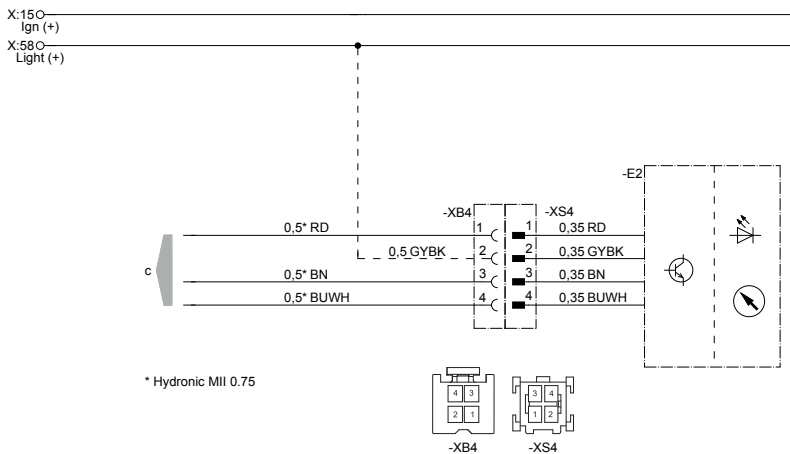 X:15
Ign (+)
X:58
Light (+)
-E2
-XB4 -XS4
0,5* RD 1 1 0,35 RD
0,5 GYBK 2 2 0,35 GYBK
c
0,5* BN 3 3 0,35 BN
0,5* BUWH 4 4 0,35 BUWH
* Hydronic MII 0.75
4 3 3 4
2 1 1 2
-XB4 -XS4